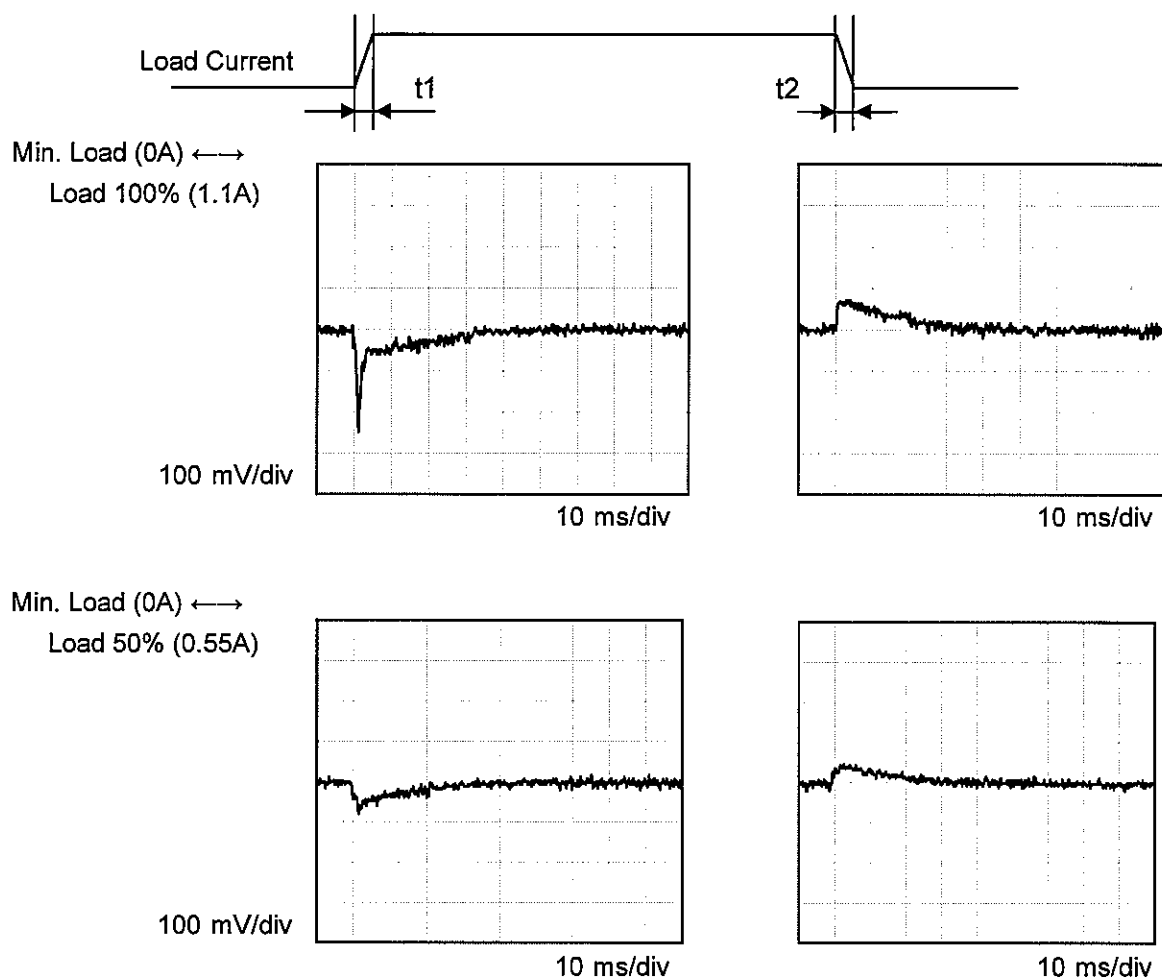 Load Current
t1
t2
Min. Load (0A) ←→
Load 100% (1.1A)
100 mV/div
10 ms/div
10 ms/div
Min. Load (0A) ←→
Load 50% (0.55A)
100 mV/div
10 ms/div
10 ms/div